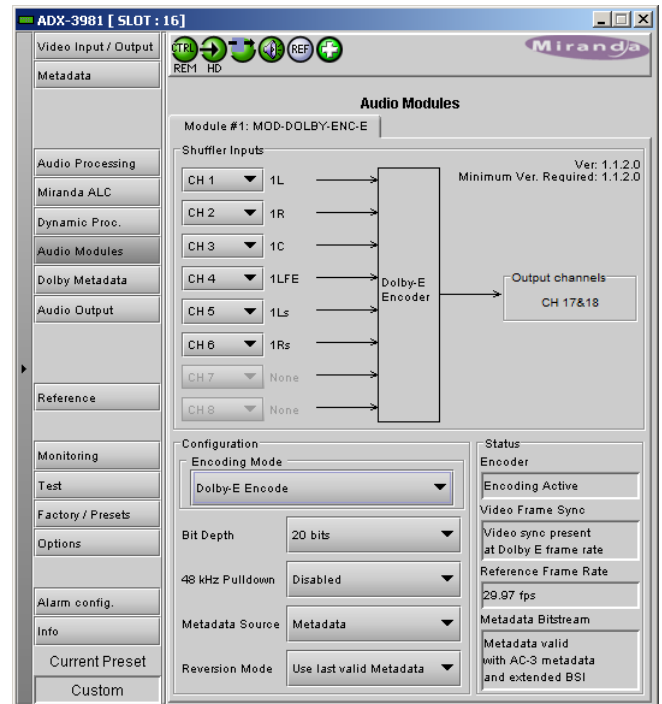 ADX-3981 [ SLOT : 16]
Video Input / Output
Metadata
Audio Processing
Miranda ALC
Dynamic Proc.
Audio Modules
Dolby Metadata
Audio Output
Reference
Monitoring
Test
Factory / Presets
Options
Alarm config.
Info
Current Preset
Custom
CTRL
REF
REM HD
Miranda
Audio Modules
Module #1: MOD-DOLBY-ENC-E
Shuffler Inputs
Ver: 1.1.2.0
Minimum Ver. Required: 1.1.2.0
CH 1 1L
CH 2 1R
CH 3 1C
CH 4 1LFE
CH 5 1Ls
CH 6 1Rs
CH 7 None
CH 8 None
Dolby-E
Encoder
Output channels
CH 17&18
Configuration
Encoding Mode
Dolby-E Encode
Bit Depth 20 bits
48 kHz Pulldown Disabled
Metadata Source Metadata
Reversion Mode Use last valid Metadata
Status
Encoder
Encoding Active
Video Frame Sync
Video sync present
at Dolby E frame rate
Reference Frame Rate
29.97 fps
Metadata Bitstream
Metadata valid
with AC-3 metadata
and extended BSI